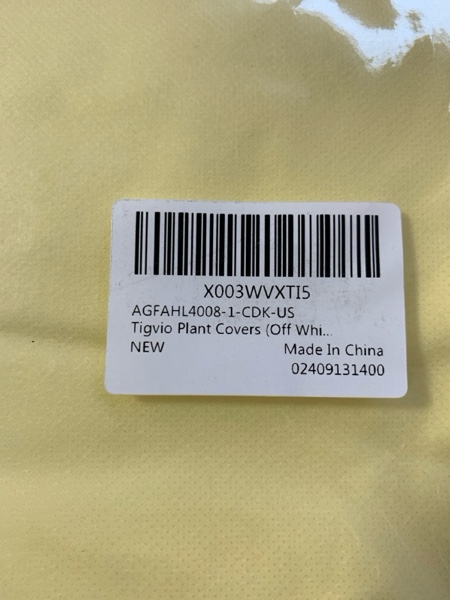 X003WVXTI5
AGFAHL4008-1-CDK-US
Tigvio Plant Covers (Off Whi...
NEW Made In China
02409131400